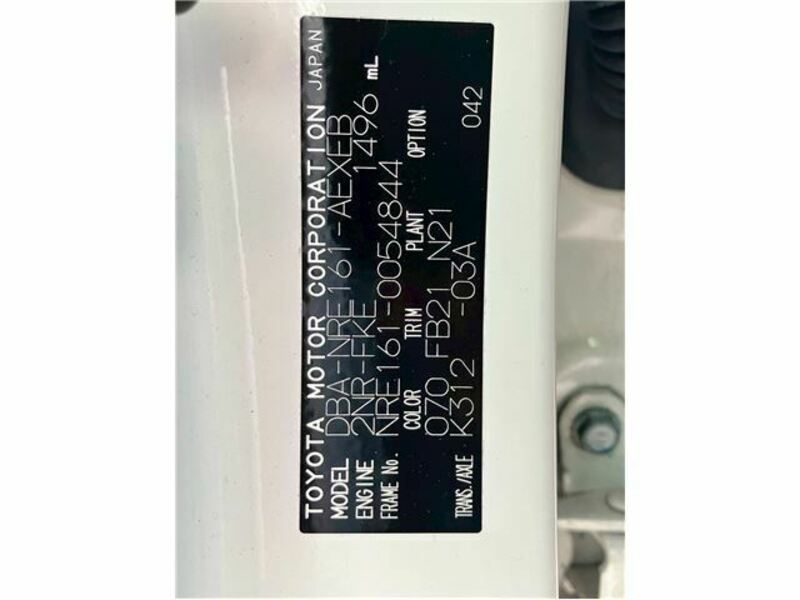 TOYOTA MOTOR CORPORATION JAPAN
MODEL DBA-NRE161-AEXEB
ENGINE 2NR-FKE 1496 mL
FRAME No. NRE161-0054844
COLOR TRIM PLANT OPTION
070 FB21 N21
TRANS./AXLE K312 -03A 042